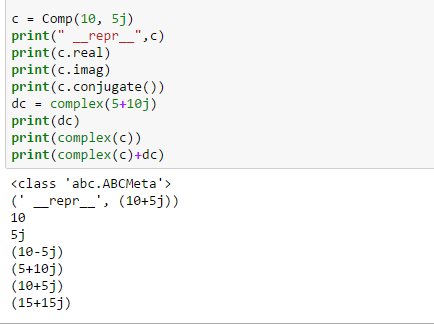 c = Comp(10, 5j)
print(" __repr__",c)
print(c.real)
print(c.imag)
print(c.conjugate())
dc = complex(5+10j)
print(dc)
print(complex(c))
print(complex(c)+dc)
<class 'abc.ABCMeta'>
(' __repr__', (10+5j))
10
5j
(10-5j)
(5+10j)
(10+5j)
(15+15j)